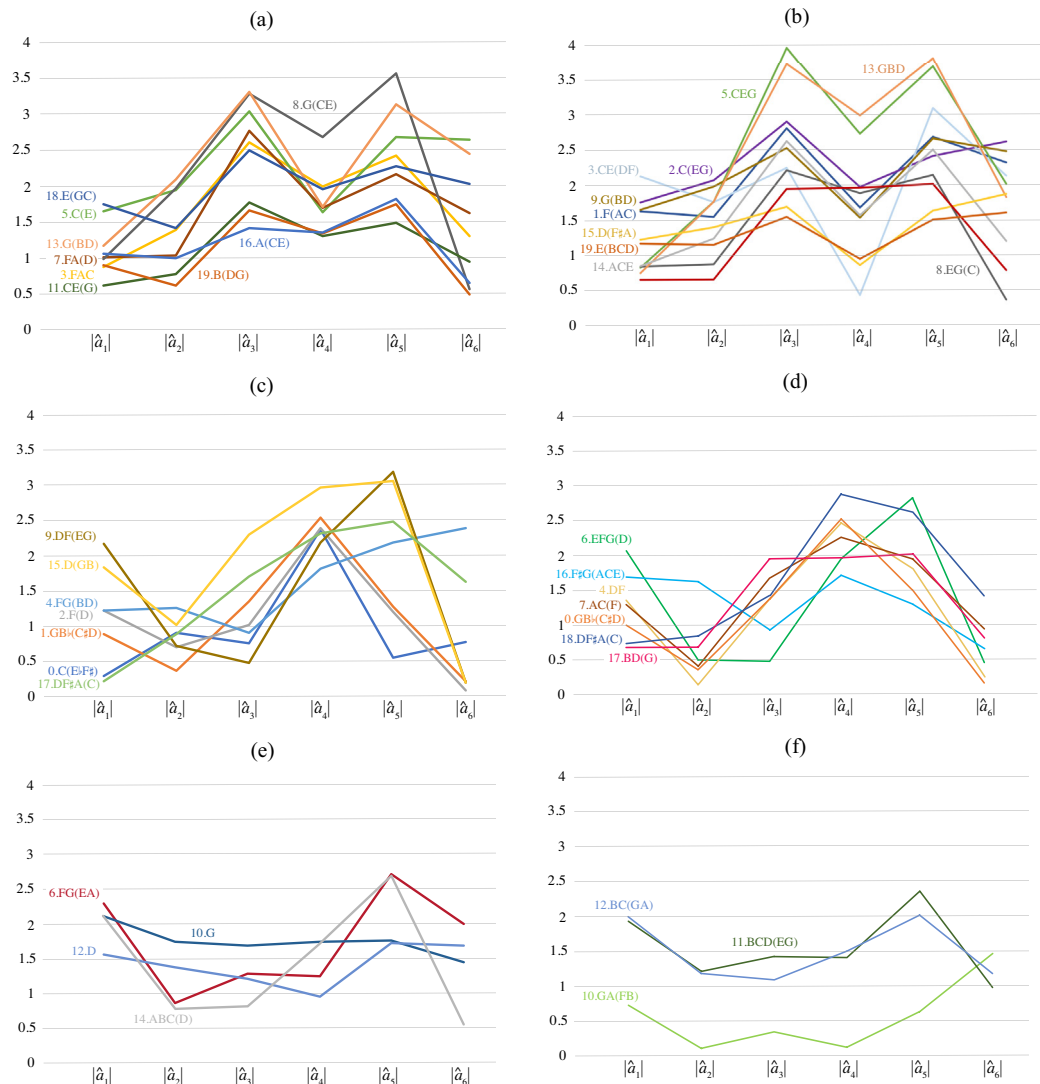 (a)
4
3.5
3
2.5
2
1.5
1
0.5
0
8.G(CE)
18.E(GC)
5.C(E)
13.G(BD)
7.FA(D)
3.FAC
11.CE(G)
16.A(CE)
19.B(DG)
|â₁| |â₂| |â₃| |â₄| |â₅| |â₆|
(b)
4
3.5
3
2.5
2
1.5
1
0.5
0
13.GBD
5.CEG
3.CE(DF)
2.C(EG)
9.G(BD)
1.F(AC)
15.D(F♯A)
19.E(BCD)
14.ACE
8.EG(C)
|â₁| |â₂| |â₃| |â₄| |â₅| |â₆|
(c)
4
3.5
3
2.5
2
1.5
1
0.5
0
9.DF(EG)
15.D(GB)
4.FG(BD)
2.F(D)
1.GB♭(C♯D)
0.C(E♭F♯)
17.DF♯A(C)
|â₁| |â₂| |â₃| |â₄| |â₅| |â₆|
(d)
4
3.5
3
2.5
2
1.5
1
0.5
0
6.EFG(D)
16.F♯G(ACE)
4.DF
7.AC(F)
0.GB♭(C♯D)
18.DF♯A(C)
17.BD(G)
|â₁| |â₂| |â₃| |â₄| |â₅| |â₆|
(e)
4
3.5
3
2.5
2
1.5
1
0.5
0
6.FG(EA)
10.G
12.D
14.ABC(D)
|â₁| |â₂| |â₃| |â₄| |â₅| |â₆|
(f)
4
3.5
3
2.5
2
1.5
1
0.5
0
12.BC(GA)
11.BCD(EG)
10.GA(FB)
|â₁| |â₂| |â₃| |â₄| |â₅| |â₆|